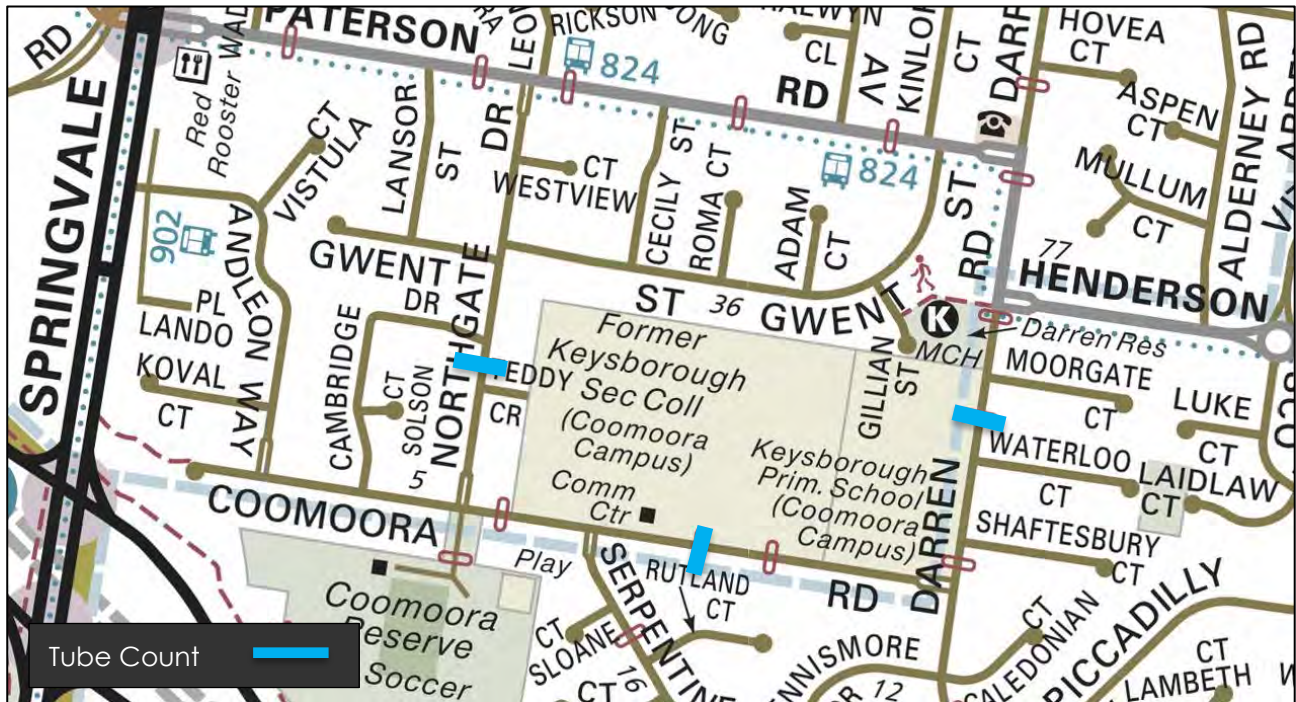 PATERSON
RD
RICKSON
824
CL
AV
KINLO
CT
DARR
HOVEA
CT
ASPEN
CT
ALDERNEY RD
MULLUM
CT
RD
SPRINGVALE
Red
Rooster
CT
VISTULA
LANSOR
ST
DR
CT
WESTVIEW
CECILY ST
ROMA CT
ADAM
CT
824
RD ST
77
HENDERSON
902
ANDLEON WAY
GWENT
DR
NORTHGATE
ST
36
GWENT
K
MCH
Darren Res
PL
LANDO
KOVAL
CT
CAMBRIDGE
CT
SOLSON
TEDDY
CR
5
Former
Keysborough
Sec Coll
(Coomoora
Campus)
Comm
Ctr
GILLIAN
ST
Keysborough
Prim. School
(Coomoora
Campus)
MOORGATE
CT
LUKE
CT
WATERLOO
CT
LAIDLAW
CT
SHAFTESBURY
CT
DARREN
COOMOORA
RD
Play
SERPENTINE
RUTLAND
CT
CT
SLOANE
CT
16
Coomoora
Reserve
Soccer
ENNISMORE
12
CT
CALEDONIAN
PICCADILLY
CT
LAMBETH
Tube Count